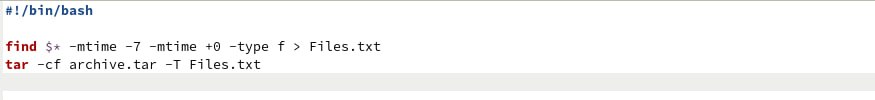 #!/bin/bash
find $* -mtime -7 -mtime +0 -type f > Files.txt
tar -cf archive.tar -T Files.txt